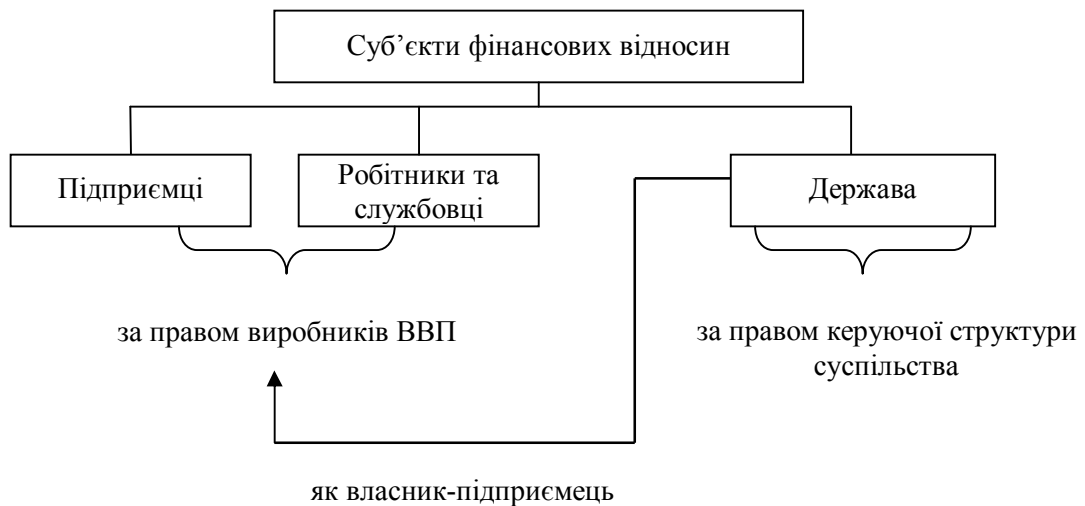 Суб’єкти фінансових відносин
Підприємці
Робітники та
службовці
Держава
за правом виробників ВВП
за правом керуючої структури
суспільства
як власник-підприємець